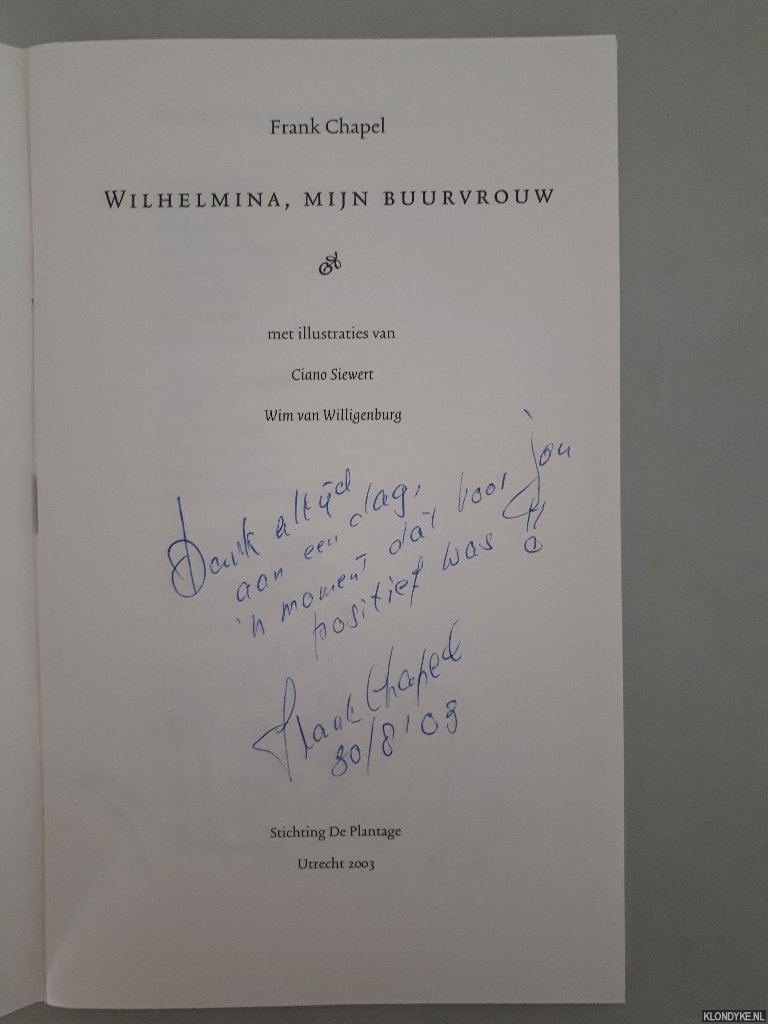 Frank Chapel
WILHELMINA, MIJN BUURVROUW
met illustraties van
Ciano Siewert
Wim van Willigenburg
Dank altijd
aan een dag,
'n moment dat voor jou
positief was !!
Frank Chapel
30/8'03
Stichting De Plantage
Utrecht 2003
KLONDYKE.NL